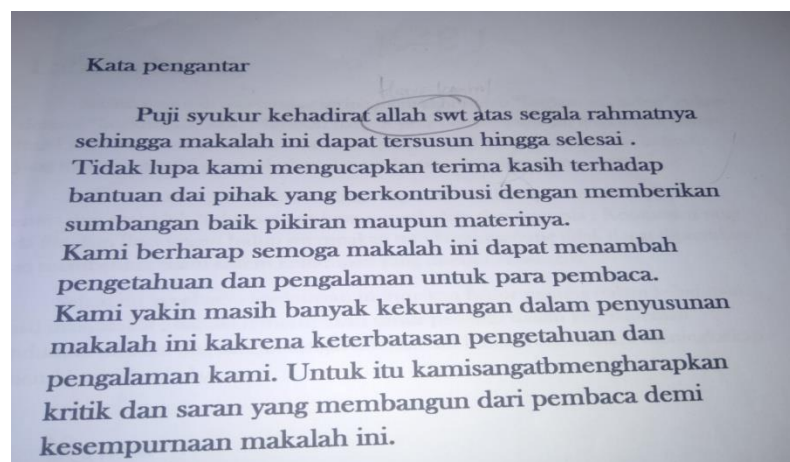 Kata pengantar
Puji syukur kehadirat allah swt atas segala rahmatnya
sehingga makalah ini dapat tersusun hingga selesai .
Tidak lupa kami mengucapkan terima kasih terhadap
bantuan dai pihak yang berkontribusi dengan memberikan
sumbangan baik pikiran maupun materinya.
Kami berharap semoga makalah ini dapat menambah
pengetahuan dan pengalaman untuk para pembaca.
Kami yakin masih banyak kekurangan dalam penyusunan
makalah ini kakrena keterbatasan pengetahuan dan
pengalaman kami. Untuk itu kamisangatbmengharapkan
kritik dan saran yang membangun dari pembaca demi
kesempurnaan makalah ini.